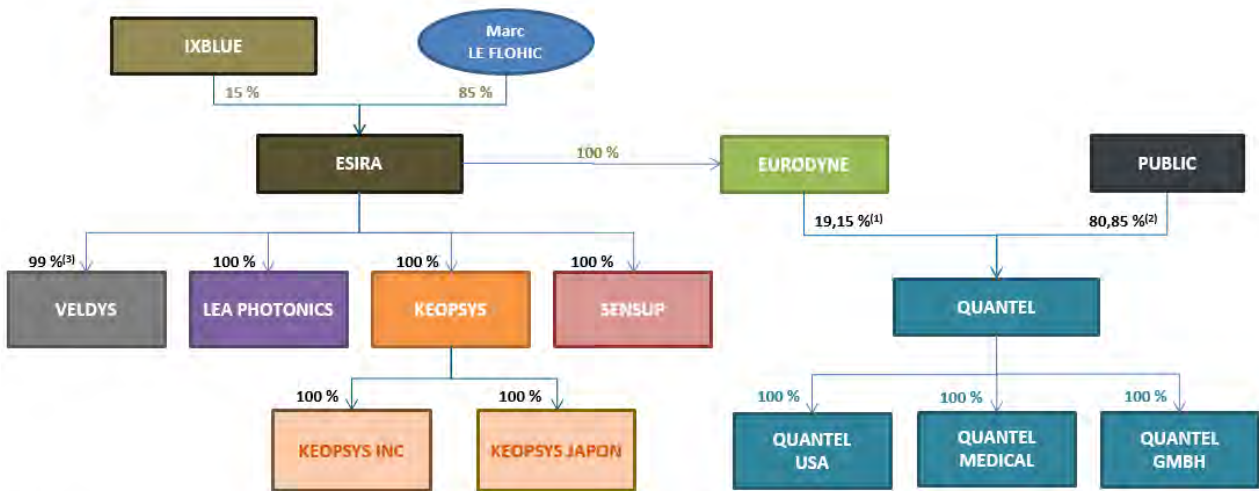 IXBLUE
Marc
LE FLOHIC
15 %
85 %
ESIRA
100 %
EURODYNE
PUBLIC
19,15 %(1)
80,85 %(2)
99 %(3)
100 %
100 %
100 %
VELDYS
LEA PHOTONICS
KEOPSYS
SENSUP
QUANTEL
100 %
100 %
100 %
100 %
100 %
KEOPSYS INC
KEOPSYS JAPON
QUANTEL
USA
QUANTEL
MEDICAL
QUANTEL
GMBH